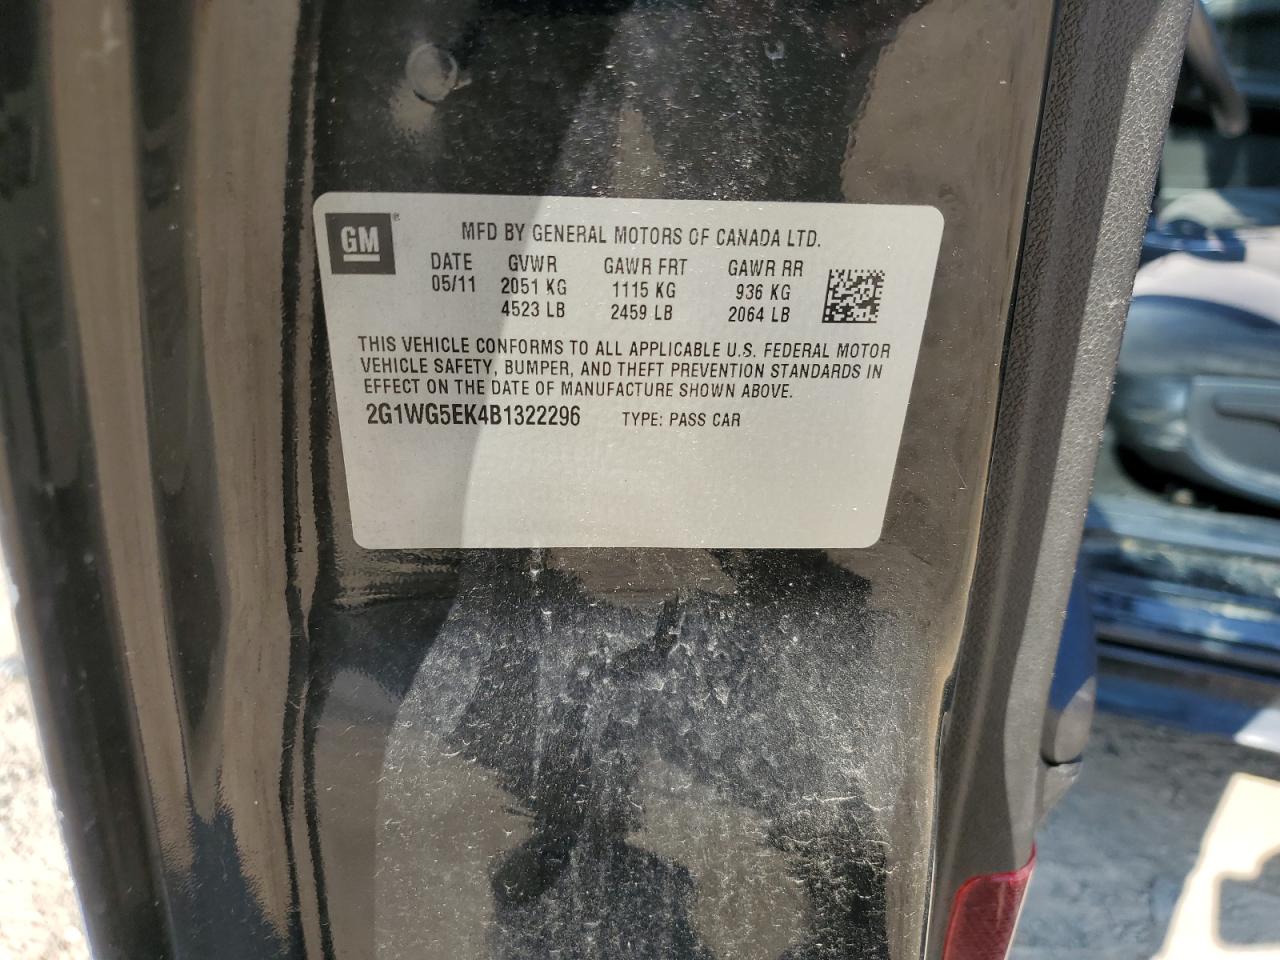 GM ®
MFD BY GENERAL MOTORS OF CANADA LTD.
DATE GVWR GAWR FRT GAWR RR
05/11 2051 KG 1115 KG 936 KG
4523 LB 2459 LB 2064 LB
THIS VEHICLE CONFORMS TO ALL APPLICABLE U.S. FEDERAL MOTOR
VEHICLE SAFETY, BUMPER, AND THEFT PREVENTION STANDARDS IN
EFFECT ON THE DATE OF MANUFACTURE SHOWN ABOVE.
2G1WG5EK4B1322296 TYPE: PASS CAR